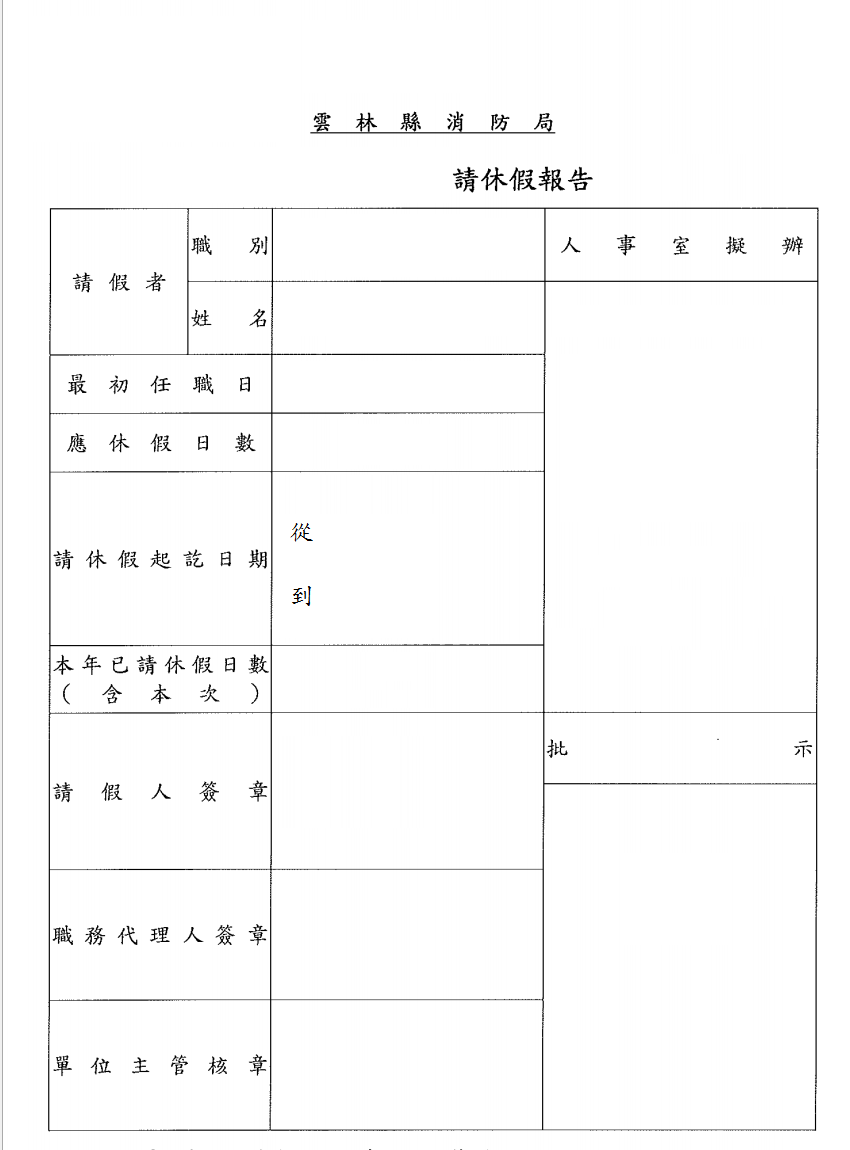 雲林縣消防局
請休假報告
請假者
職別
人事室擬辦
姓名
最初任職日
應休假日數
請休假起訖日期
從
到
本年已請休假日數
（含本次）
批示
請假人簽章
職務代理人簽章
單位主管核章